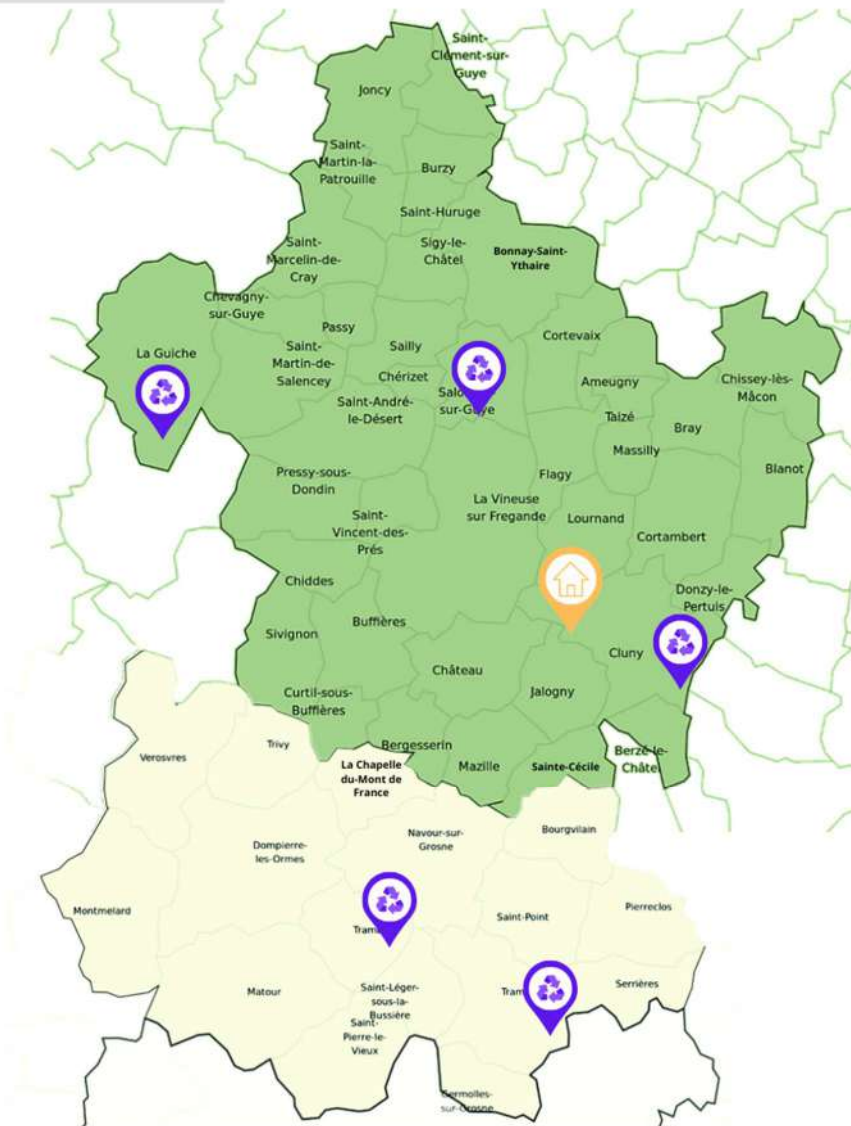 Saint-
Clément-sur-
Guye
Joncy
Saint-
Martin-la-
Patrouille
Burzy
Saint-Huruge
Saint-
Marcelin-de-
Cray
Sigy-le-
Châtel
Bonnay-Saint-
Ythaire
Chevagny-
sur-Guye
Passy
Sailly
Cortevaix
La Guiche
Saint-
Martin-de-
Salencey
Chérizet
Ameugny
Chissey-lès-
Mâcon
Saint-André-
le-Désert
sur-Guye
Taizé
Bray
Massilly
Blanot
Pressy-sous-
Dondin
Flagy
La Vineuse
sur Fregande
Saint-
Vincent-des-
Prés
Lournand
Cortambert
Chiddes
Donzy-le-
Pertuis
Buffières
Sivignon
Cluny
Château
Jalogny
Curtil-sous-
Buffières
Bergesserin
Mazille
Sainte-Cécile
Berzé-le-
Châtel
Verosvres
Trivy
La Chapelle
du-Mont de
France
Dompierre-
les-Ormes
Navour-sur-
Grosne
Bourgvilain
Montmelard
Saint-Point
Pierreclos
Matour
Saint-Léger-
sous-la-
Bussière
Serrières
Saint-
Pierre-le-
Vieux
Germolles-
sur-Grosne